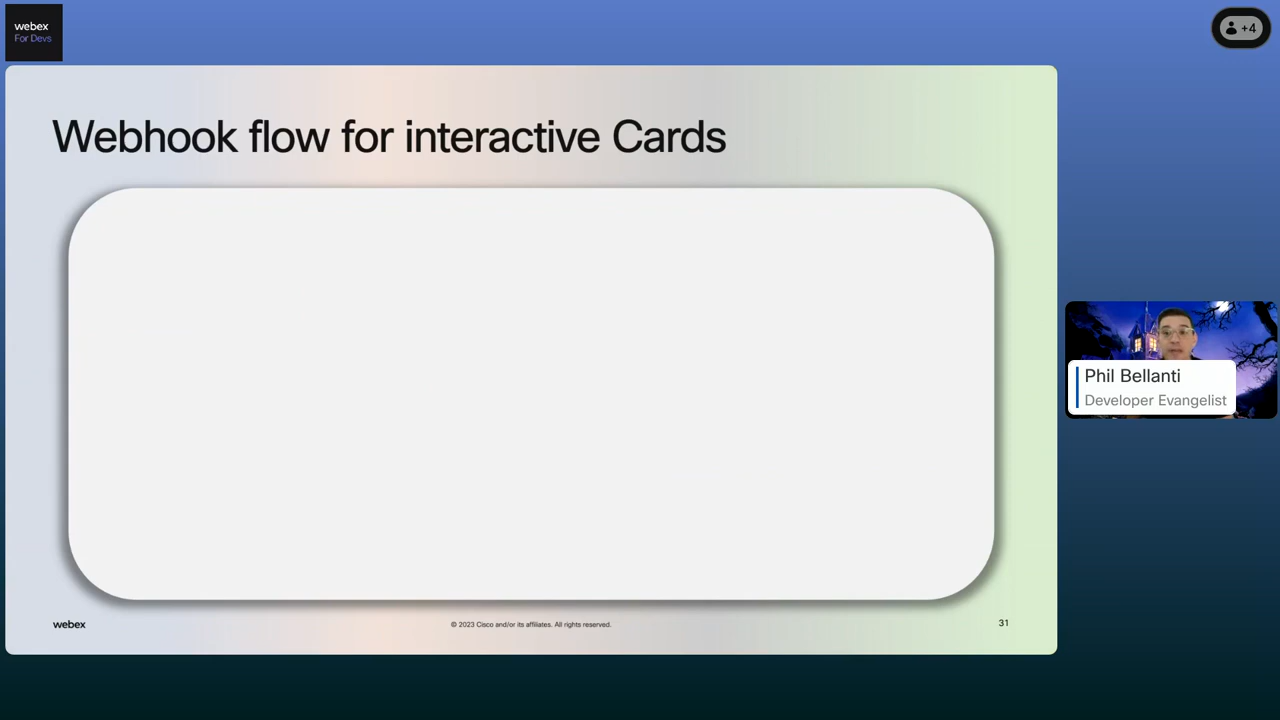 webex
For Devs
+4
Webhook flow for interactive Cards
Phil Bellanti
Developer Evangelist
webex
© 2023 Cisco and/or its affiliates. All rights reserved.
31